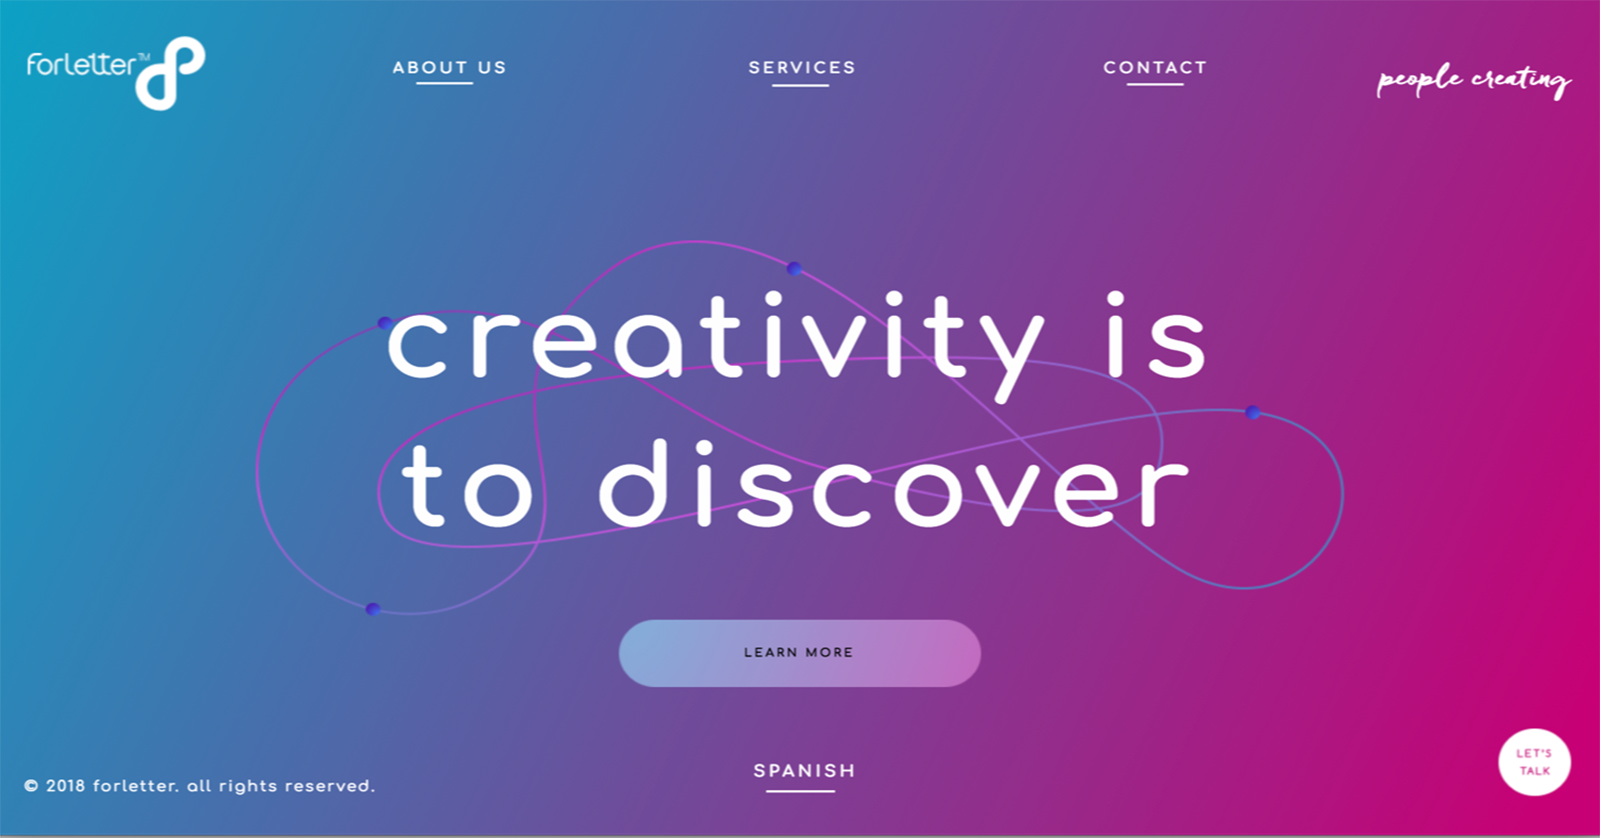 forletter™
ABOUT US
SERVICES
CONTACT
people creating
creativity is
to discover
LEARN MORE
SPANISH
LET'S
TALK
© 2018 forletter. all rights reserved.